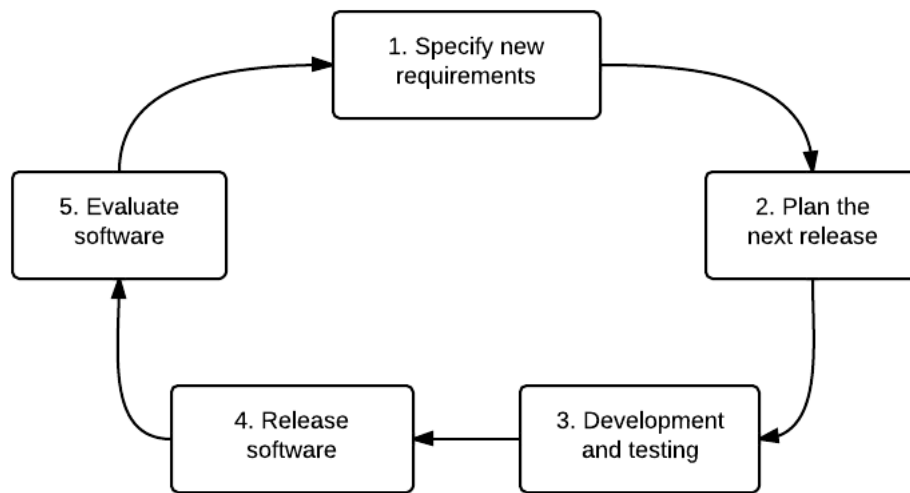 1. Specify new
requirements
2. Plan the
next release
3. Development
and testing
4. Release
software
5. Evaluate
software